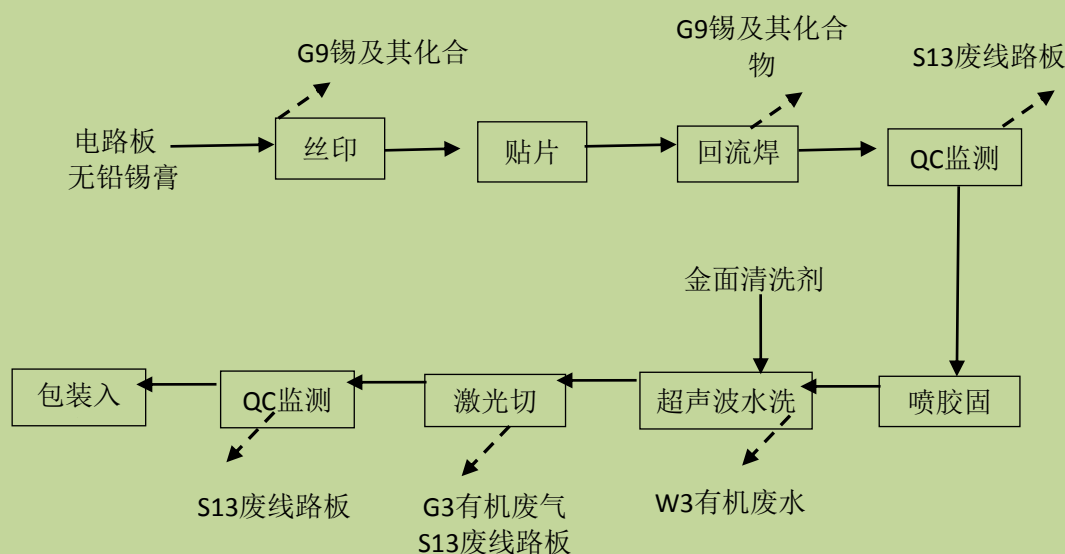 G9锡及其化合
G9锡及其化合
物
S13废线路板
电路板
无铅锡膏
丝印
贴片
回流焊
QC监测
金面清洗剂
包装入
QC监测
激光切
超声波水洗
喷胶固
S13废线路板
G3有机废气
S13废线路板
W3有机废水